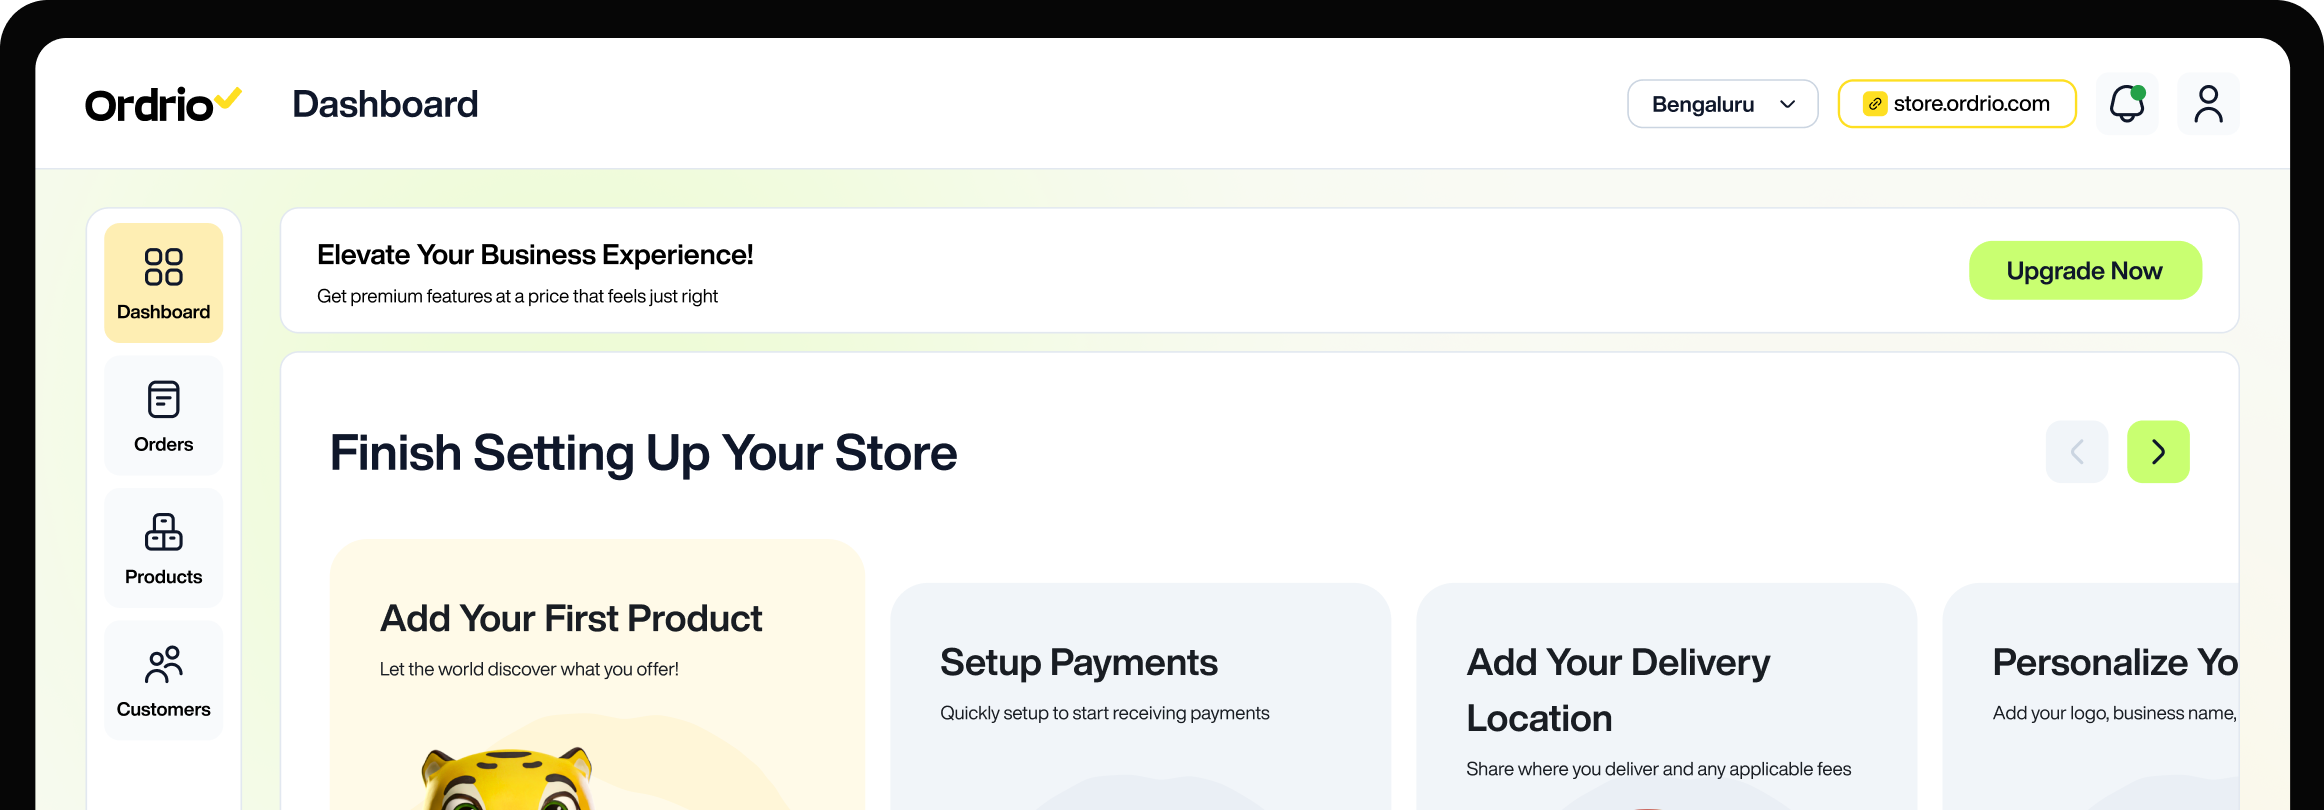 Ordrio
Dashboard
Bengaluru
store.ordrio.com
Dashboard
Orders
Products
Customers
Elevate Your Business Experience!
Get premium features at a price that feels just right
Upgrade Now
Finish Setting Up Your Store
Add Your First Product
Let the world discover what you offer!
Setup Payments
Quickly setup to start receiving payments
Add Your Delivery
Location
Share where you deliver and any applicable fees
Personalize Yo
Add your logo, business name,